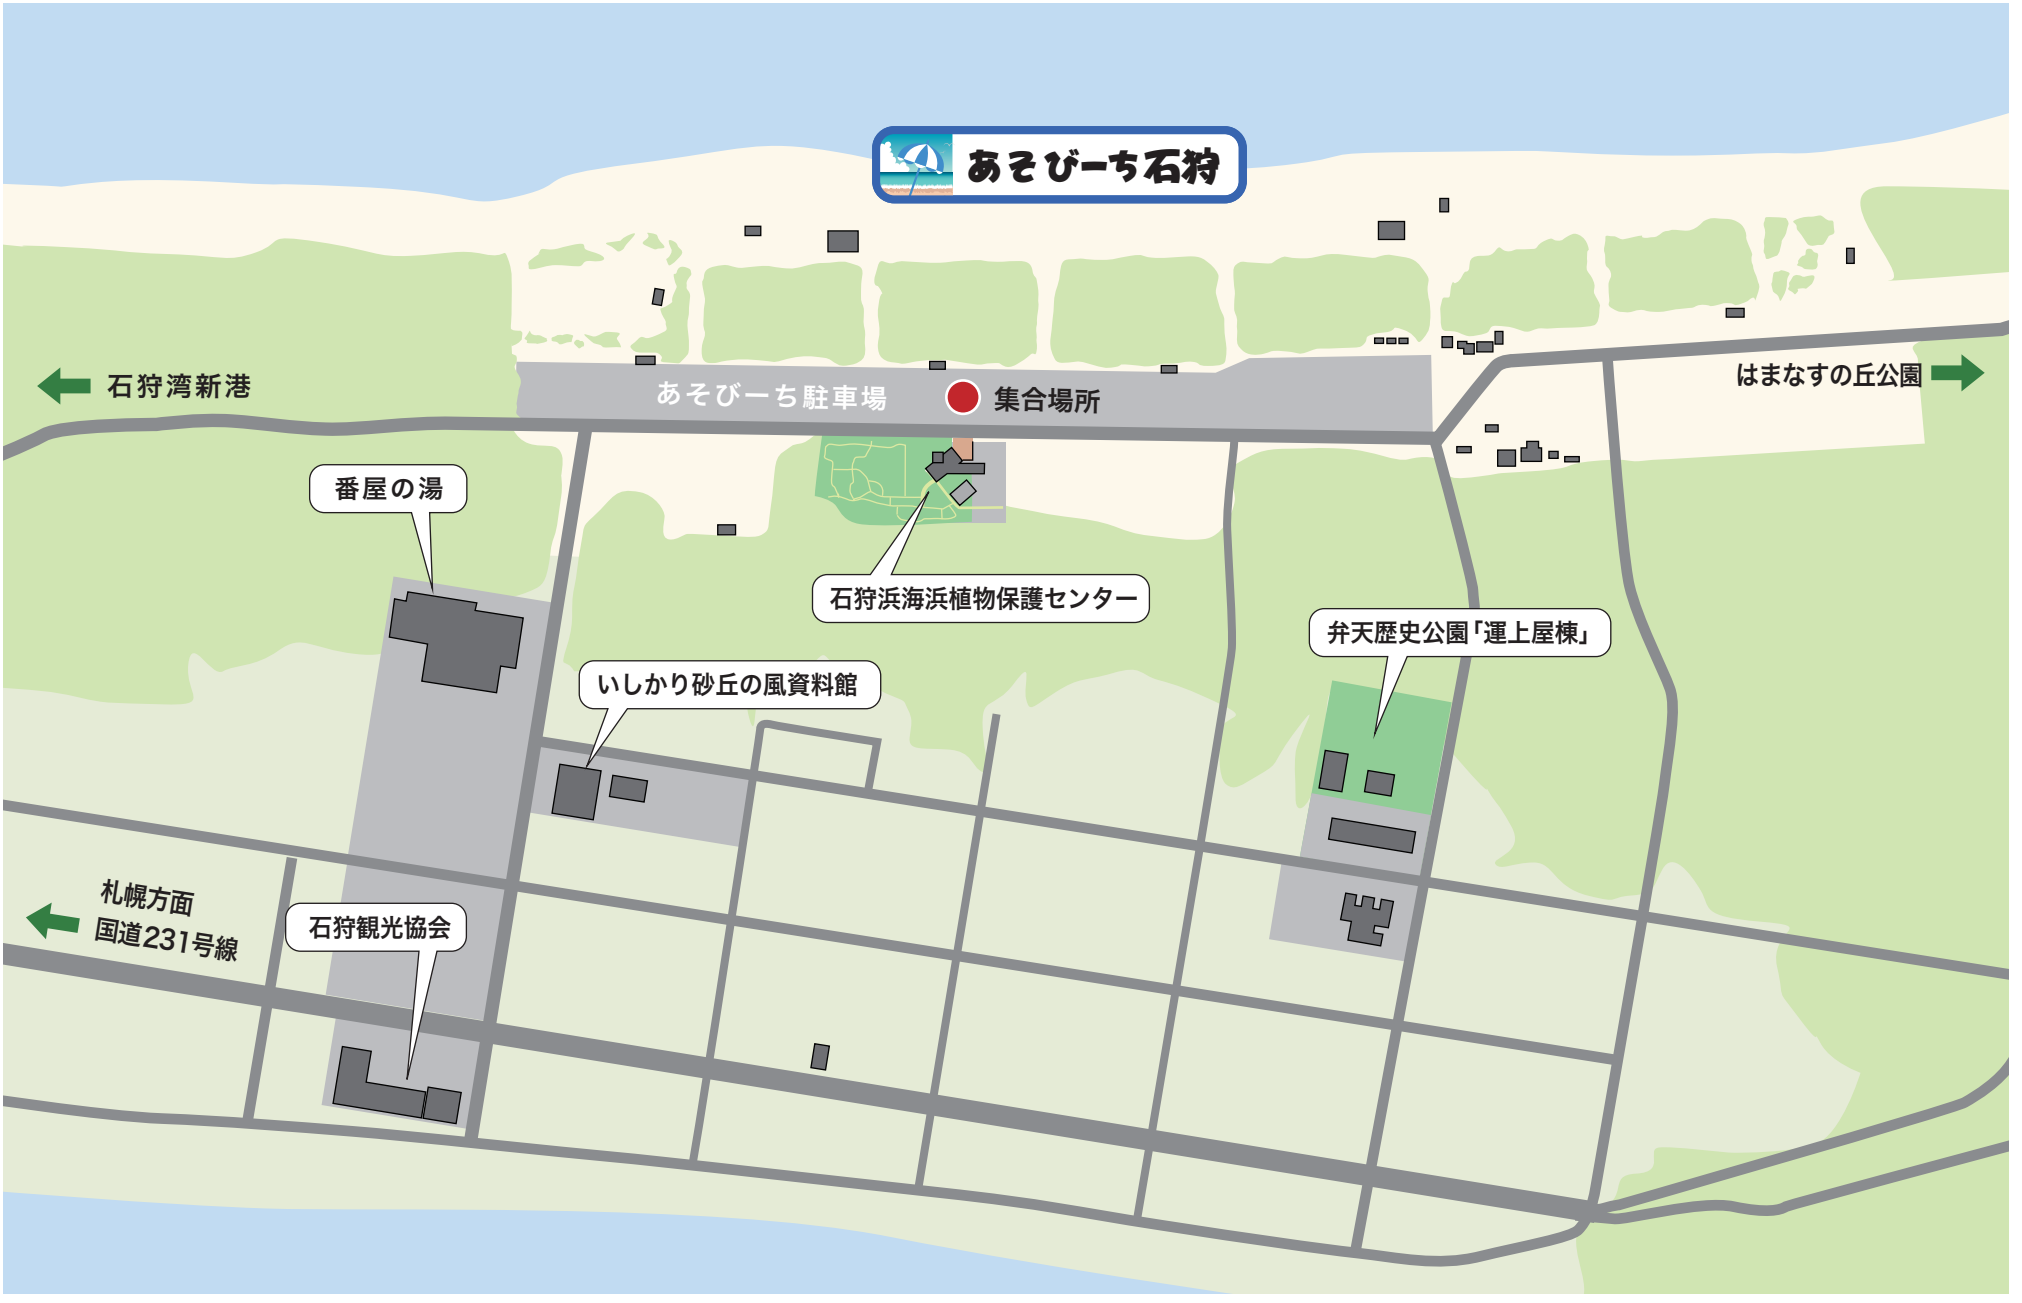 あそびーち石狩
石狩湾新港
あそびーち駐車場
集合場所
はまなすの丘公園
番屋の湯
石狩浜海浜植物保護センター
弁天歴史公園「運上屋棟」
いしかり砂丘の風資料館
札幌方面
国道231号線
石狩観光協会